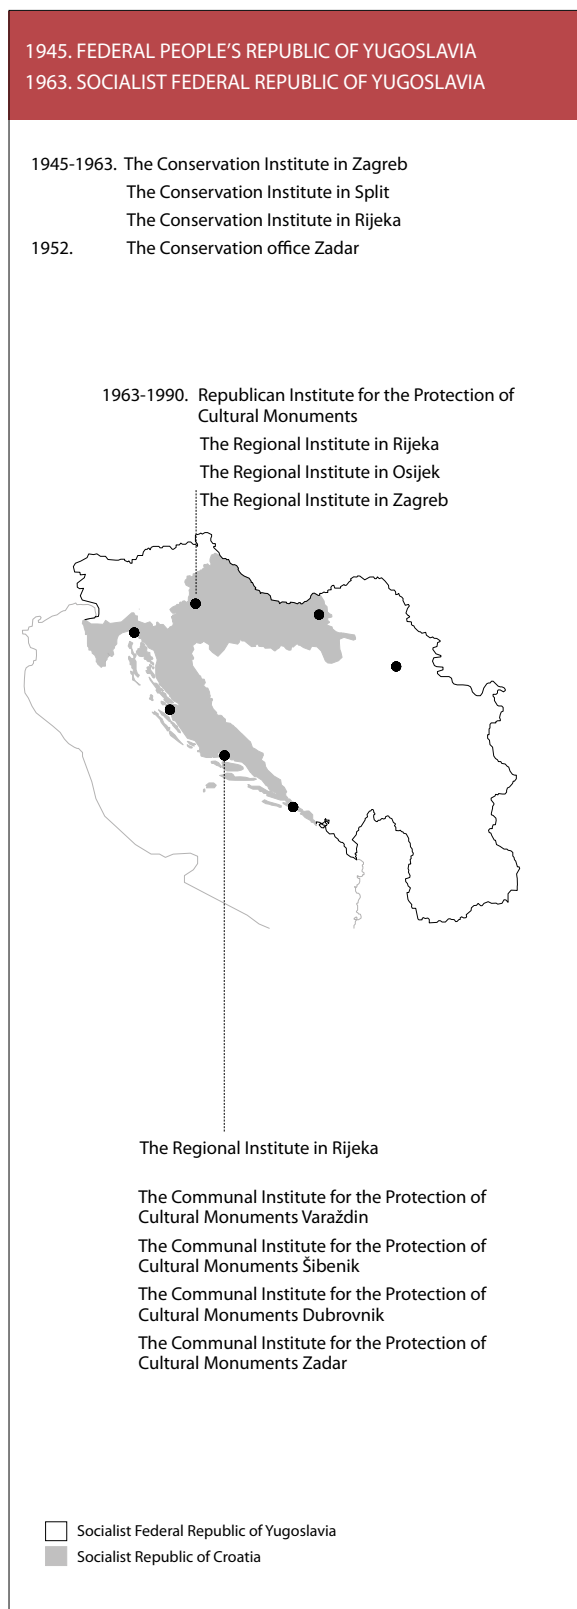 1945. FEDERAL PEOPLE'S REPUBLIC OF YUGOSLAVIA
1963. SOCIALIST FEDERAL REPUBLIC OF YUGOSLAVIA
1945-1963. The Conservation Institute in Zagreb
The Conservation Institute in Split
The Conservation Institute in Rijeka
1952. The Conservation office Zadar
1963-1990. Republican Institute for the Protection of
Cultural Monuments
The Regional Institute in Rijeka
The Regional Institute in Osijek
The Regional Institute in Zagreb
The Regional Institute in Rijeka
The Communal Institute for the Protection of
Cultural Monuments Varaždin
The Communal Institute for the Protection of
Cultural Monuments Šibenik
The Communal Institute for the Protection of
Cultural Monuments Dubrovnik
The Communal Institute for the Protection of
Cultural Monuments Zadar
Socialist Federal Republic of Yugoslavia
Socialist Republic of Croatia